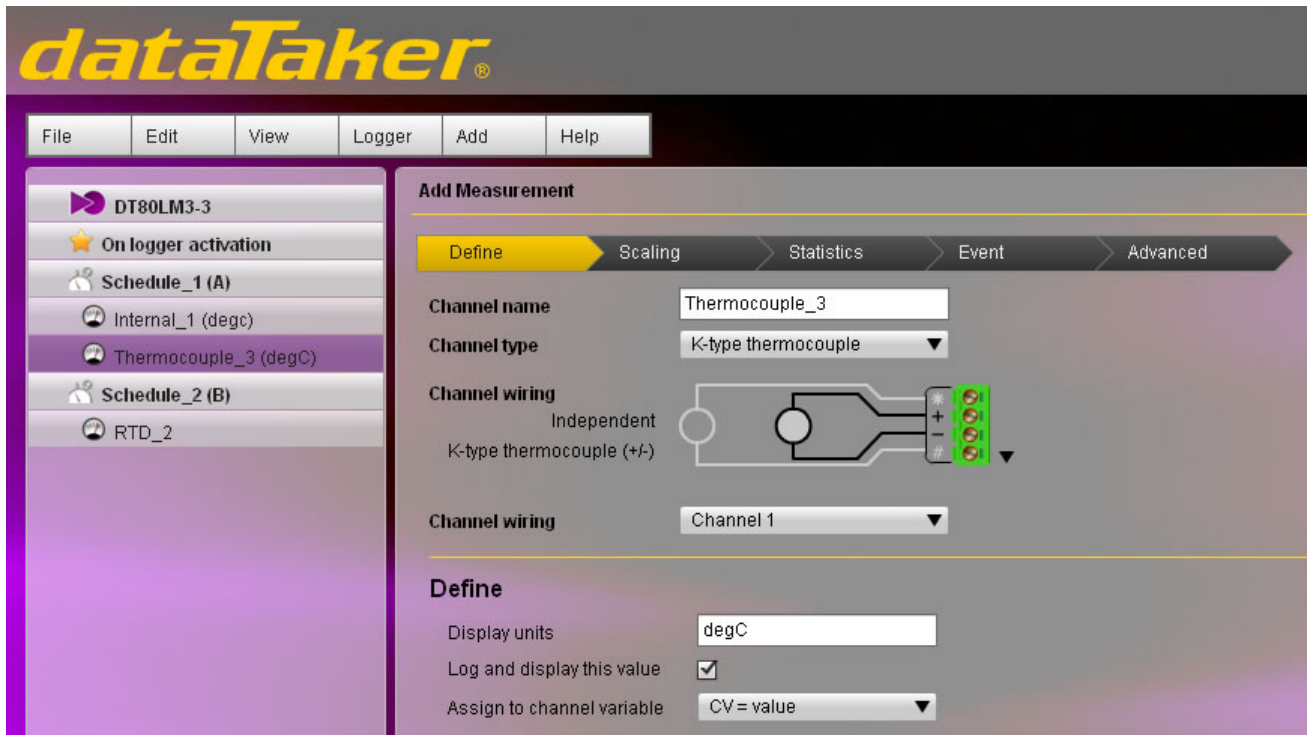 dataTaker®
File Edit View Logger Add Help
DT80LM3-3
On logger activation
Schedule_1 (A)
Internal_1 (degc)
Thermocouple_3 (degC)
Schedule_2 (B)
RTD_2
Add Measurement
Define Scaling Statistics Event Advanced
Channel name Thermocouple_3
Channel type K-type thermocouple
Channel wiring
Independent
K-type thermocouple (+/-)
*
+
−
#
Channel wiring Channel 1
Define
Display units degC
Log and display this value
Assign to channel variable CV = value